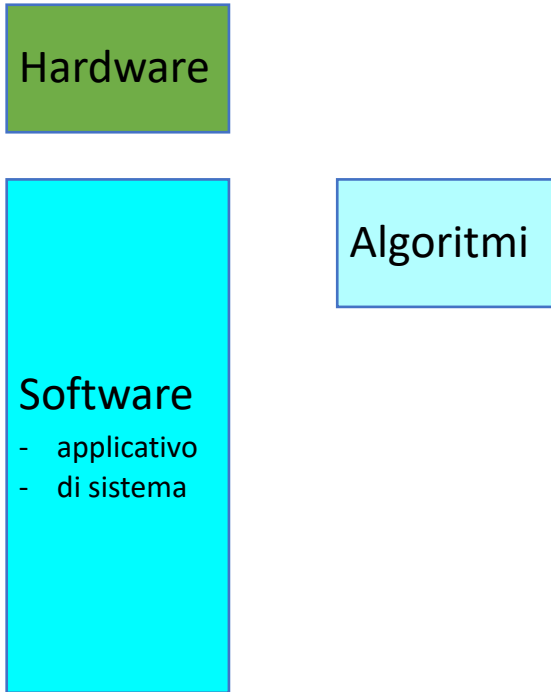 Hardware
Algoritmi
Software
- applicativo
- di sistema